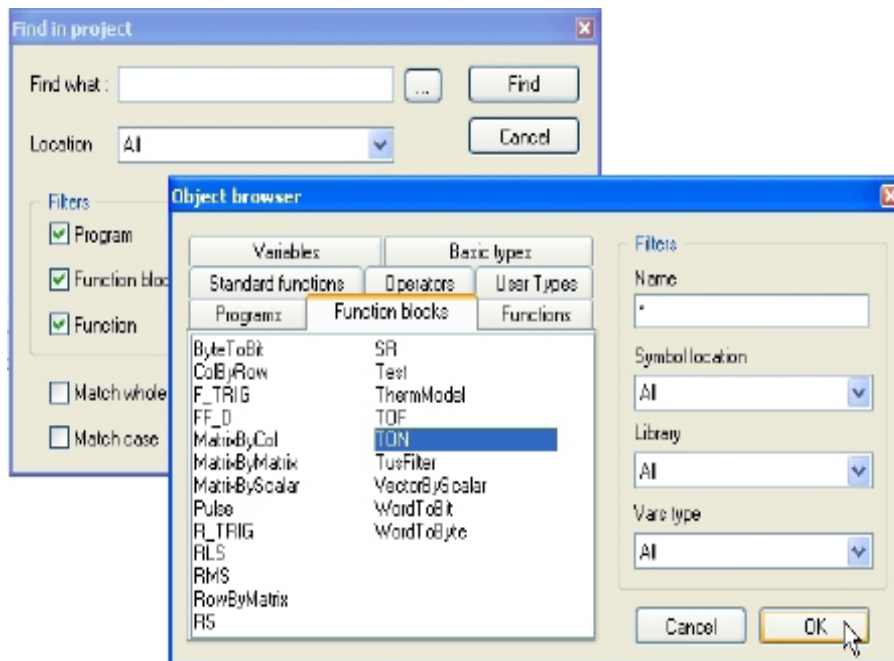 Find in project
Find what :
...
Find
Location
All
Cancel
Filters
Program
Function bloc
Function
Match whole
Match case
Object browser
Variables
Basic types
Standard functions
Operators
User Types
Programs
Function blocks
Functions
ByteToBit
ColByRow
F_TRIG
FF_D
MatrixByCol
MatrixByMatrix
MatrixByScalar
Pulse
R_TRIG
RLS
RMS
RowByMatrix
RS
SR
Test
ThermModel
TOF
TON
TusFilter
VectorByScalar
WordToBit
WordToByte
Filters
Name
*
Symbol location
All
Library
All
Vars type
All
Cancel
OK